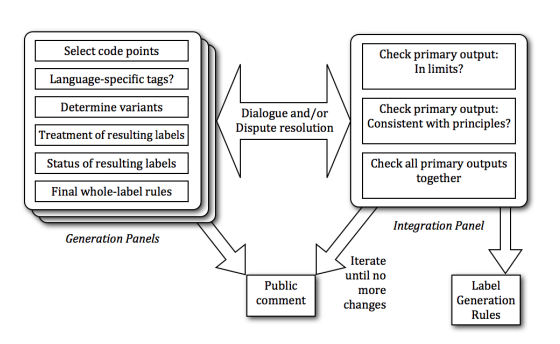 Select code points
Language-specific tags?
Determine variants
Treatment of resulting labels
Status of resulting labels
Final whole-label rules
Generation Panels
Dialogue and/or
Dispute resolution
Check primary output:
In limits?
Check primary output:
Consistent with principles?
Check all primary outputs
together
Integration Panel
Public
comment
Iterate
until no
more
changes
Label
Generation
Rules